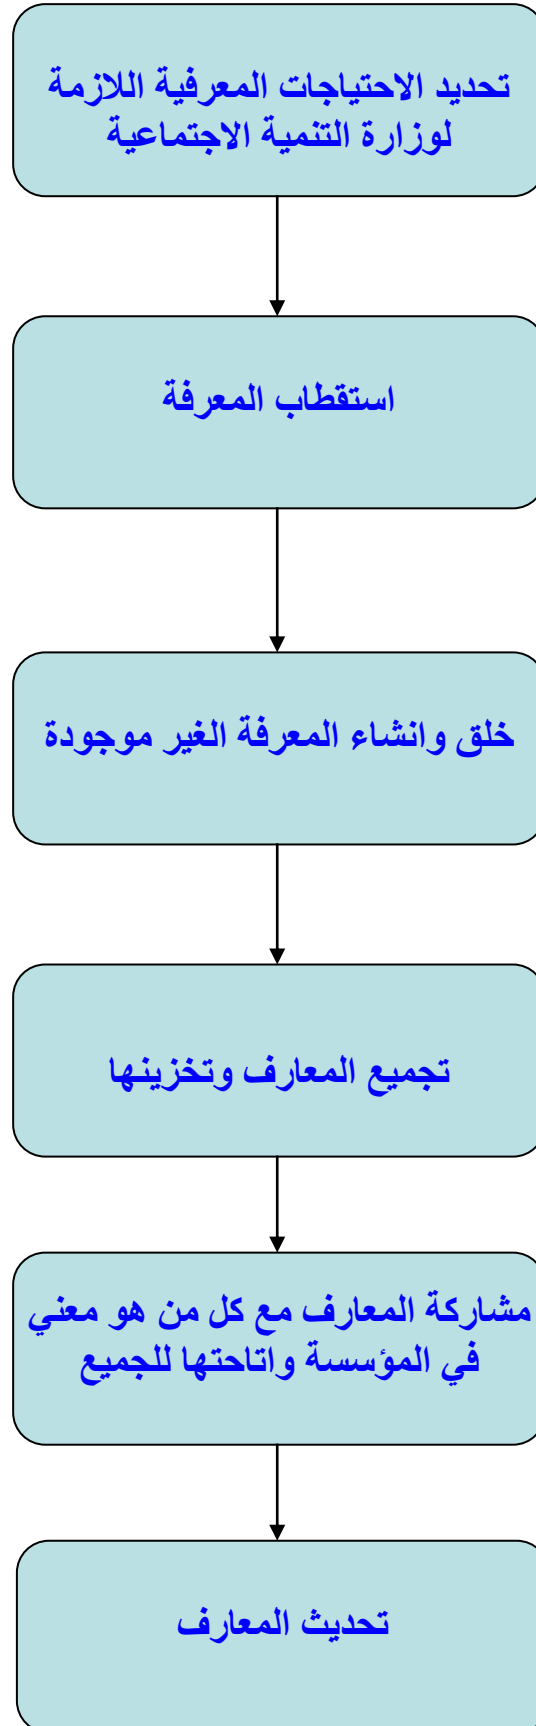 تحديد الاحتياجات المعرفية اللازمة
لوزارة التنمية الاجتماعية
استقطاب المعرفة
خلق وانشاء المعرفة الغير موجودة
تجميع المعارف وتخزينها
مشاركة المعارف مع كل من هو معني
في المؤسسة واتاحتها للجميع
تحديث المعارف